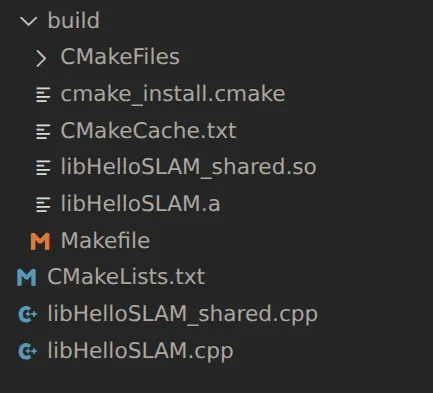 build
CMakeFiles
cmake_install.cmake
CMakeCache.txt
libHelloSLAM_shared.so
libHelloSLAM.a
Makefile
CMakeLists.txt
libHelloSLAM_shared.cpp
libHelloSLAM.cpp